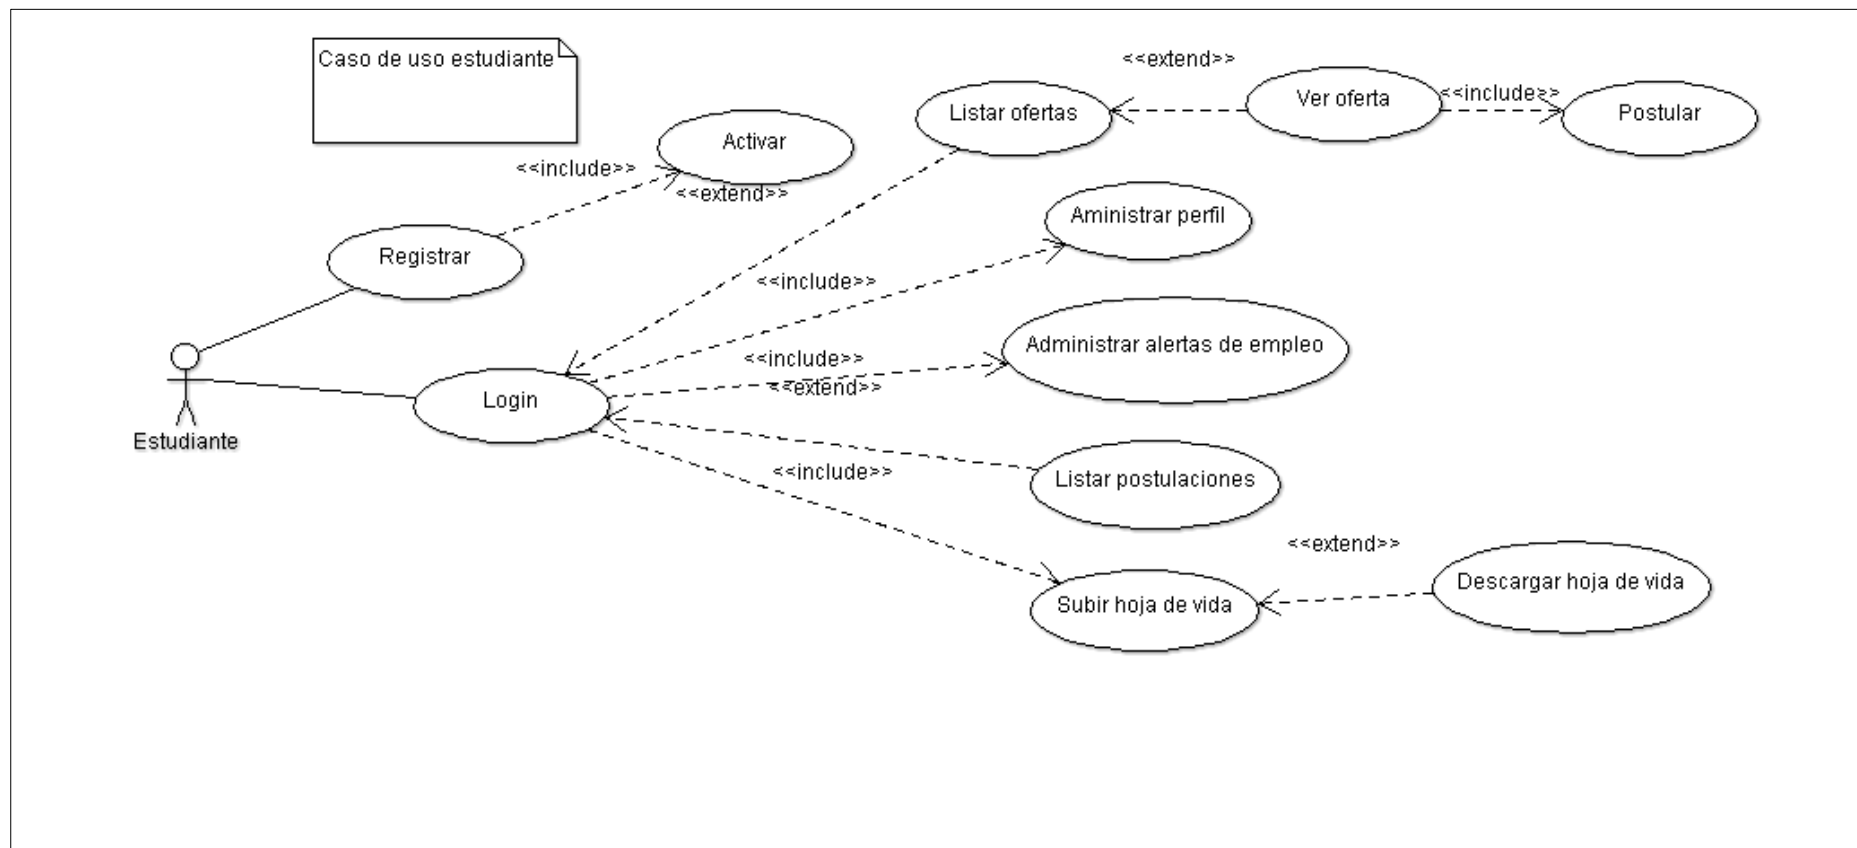 Caso de uso estudiante
<<extend>>
Listar ofertas
Ver oferta
<<include>>
Postular
Activar
<<include>>
<<extend>>
Registrar
Aministrar perfil
<<include>>
Administrar alertas de empleo
<<include>>
<<extend>>
Login
Estudiante
<<include>>
Listar postulaciones
<<extend>>
Descargar hoja de vida
Subir hoja de vida